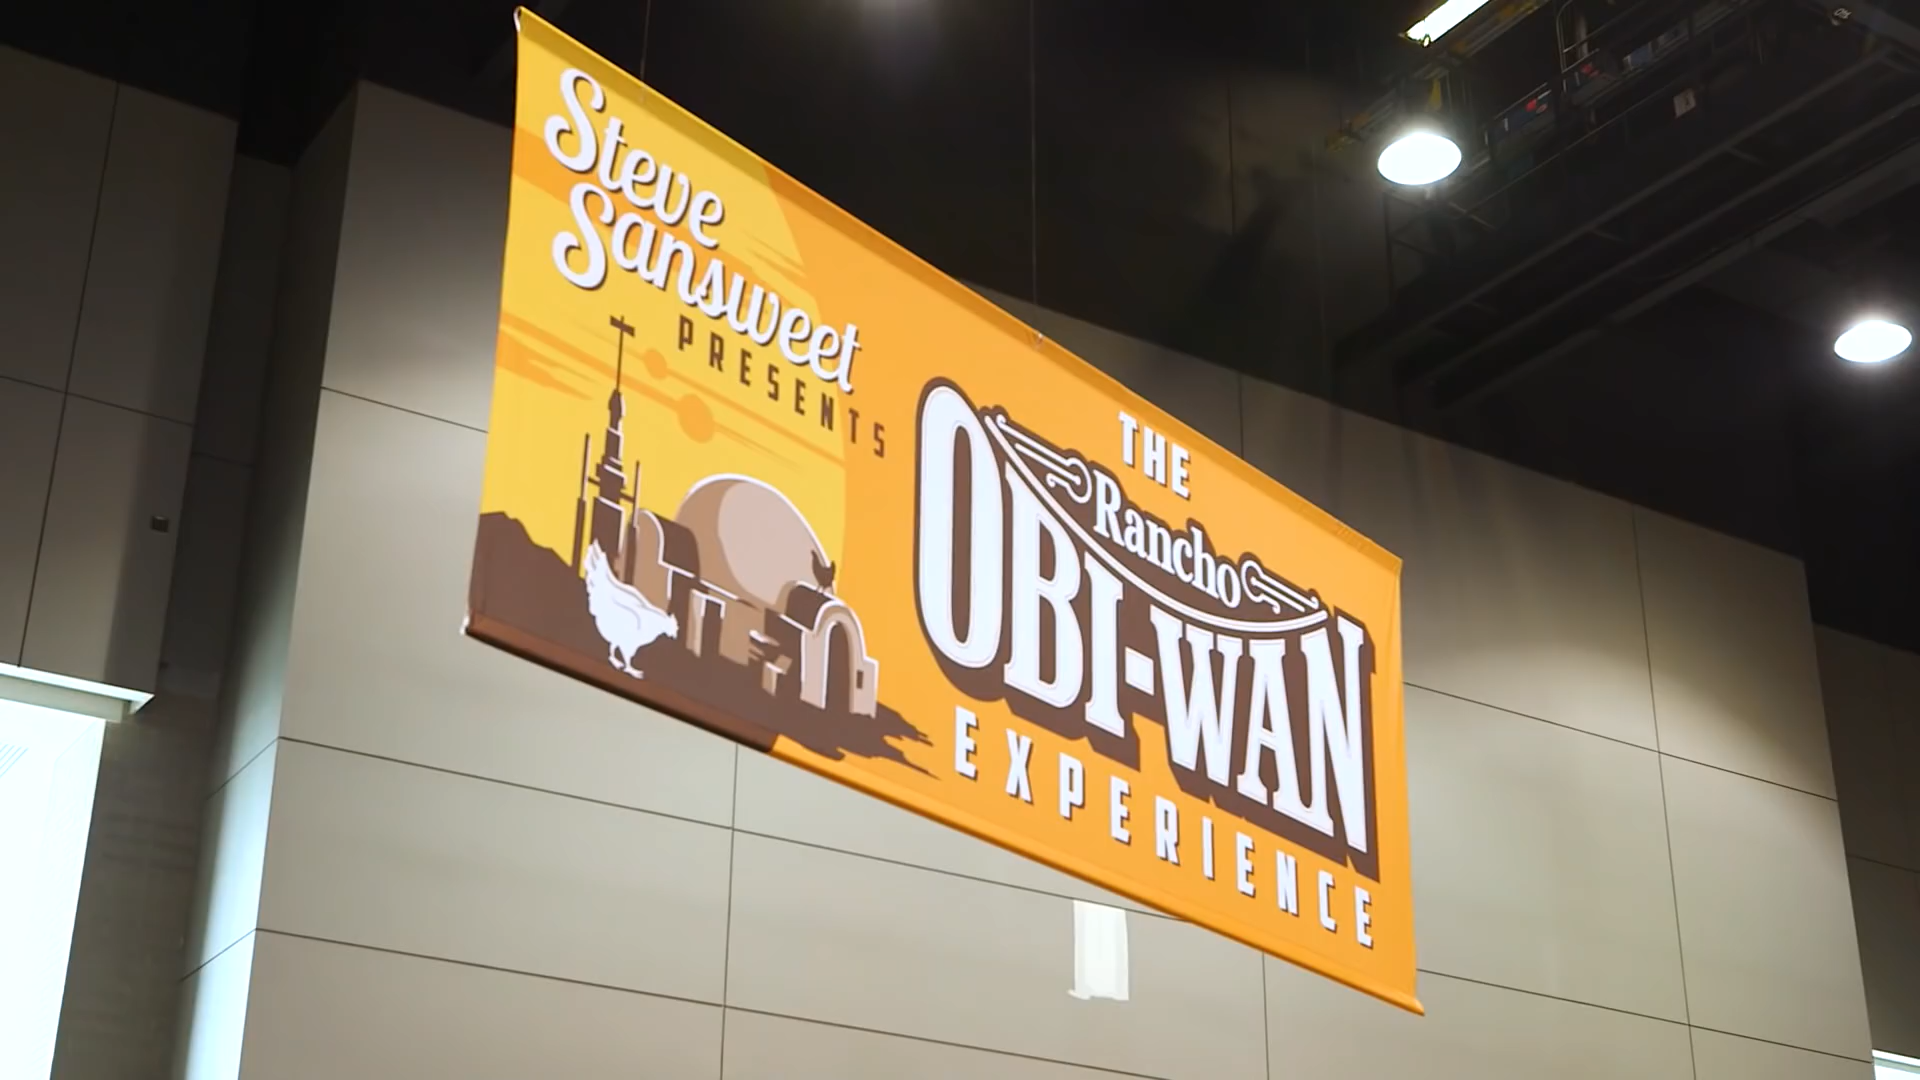 Steve
Sansweet
PRESENTS
THE
Rancho
OBI-WAN
EXPERIENCE